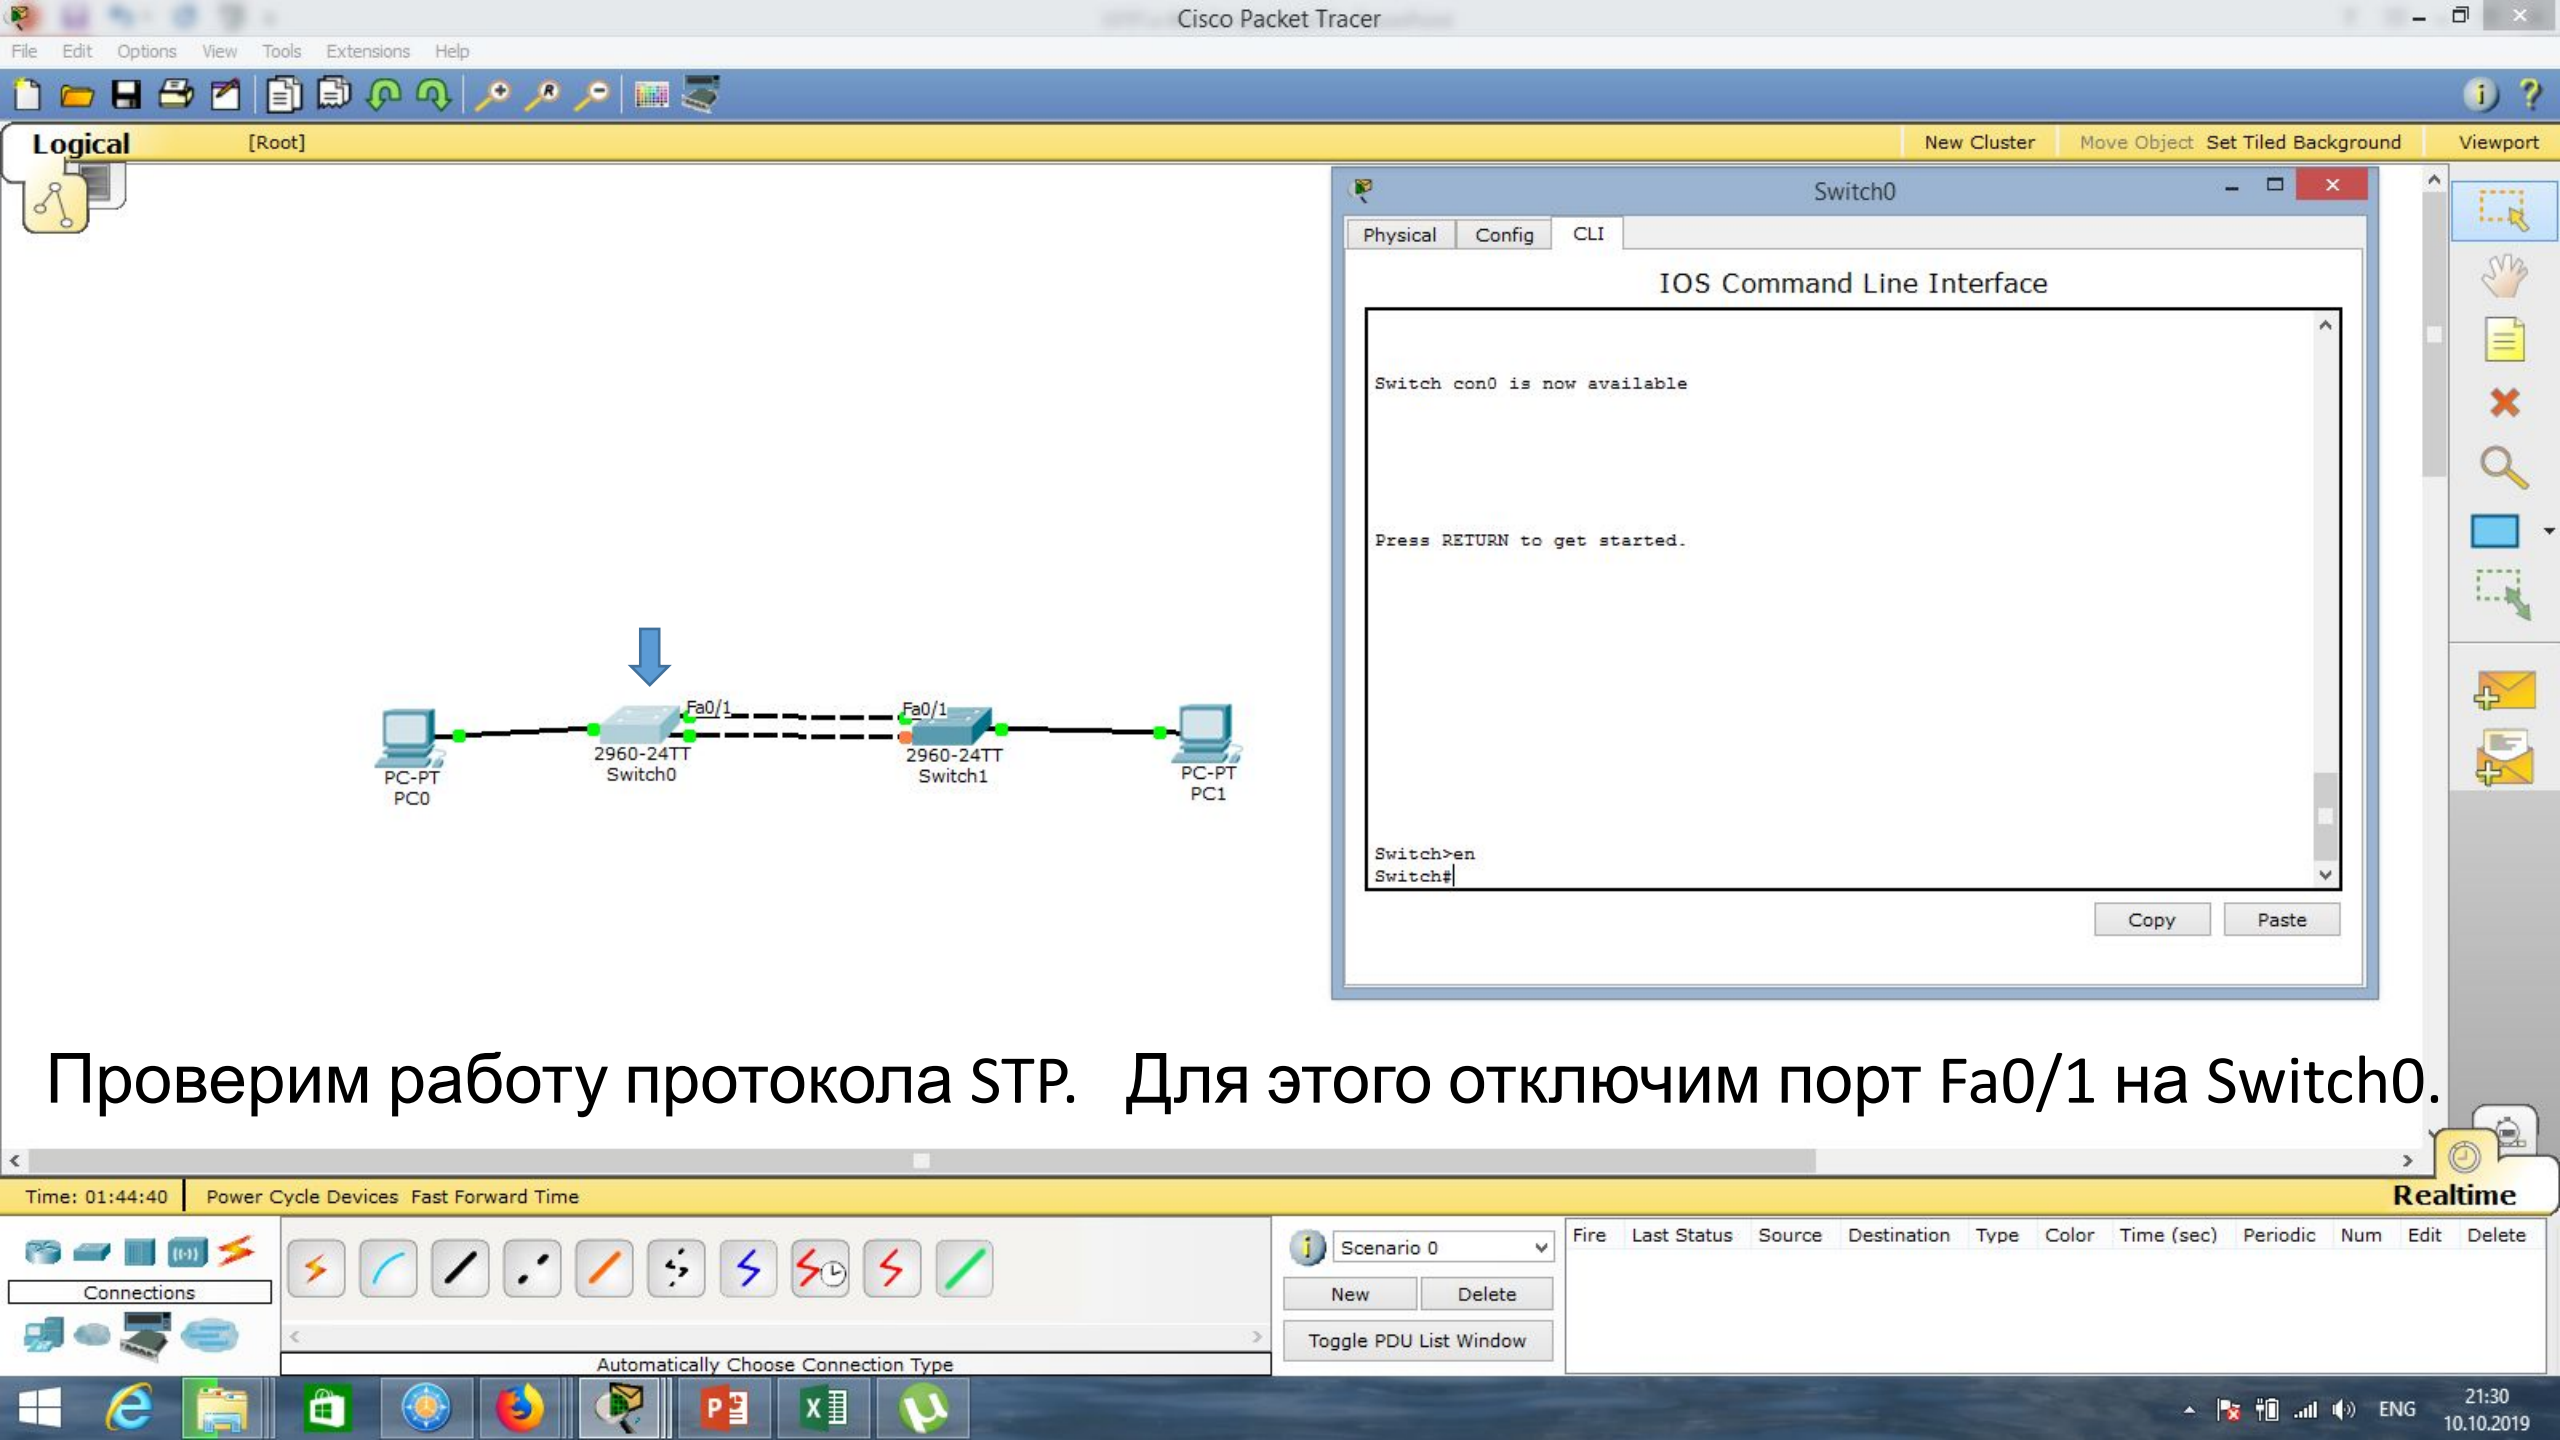 Cisco Packet Tracer
File Edit Options View Tools Extensions Help
Logical [Root] New Cluster Move Object Set Tiled Background Viewport
Switch0
Physical Config CLI
IOS Command Line Interface
Switch con0 is now available
Press RETURN to get started.
Switch>en
Switch#
Copy Paste
Fa0/1 Fa0/1
2960-24TT
Switch0
2960-24TT
Switch1
PC-PT
PC0
PC-PT
PC1
Проверим работу протокола STP. Для этого отключим порт Fa0/1 на Switch0.
Time: 01:44:40 Power Cycle Devices Fast Forward Time Realtime
Connections
Automatically Choose Connection Type
Scenario 0
New Delete
Toggle PDU List Window
Fire Last Status Source Destination Type Color Time (sec) Periodic Num Edit Delete
ENG
21:30
10.10.2019